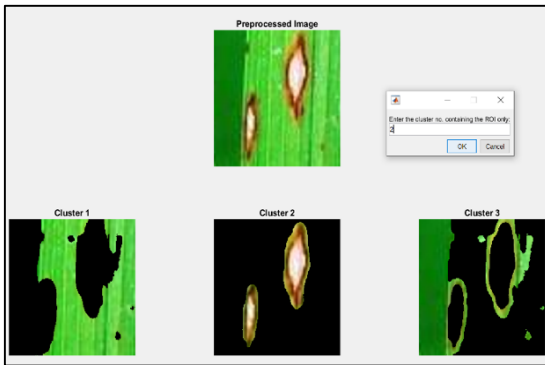 Preprocessed Image
Enter the cluster no. containing the ROI only:
2
OK Cancel
Cluster 1
Cluster 2
Cluster 3